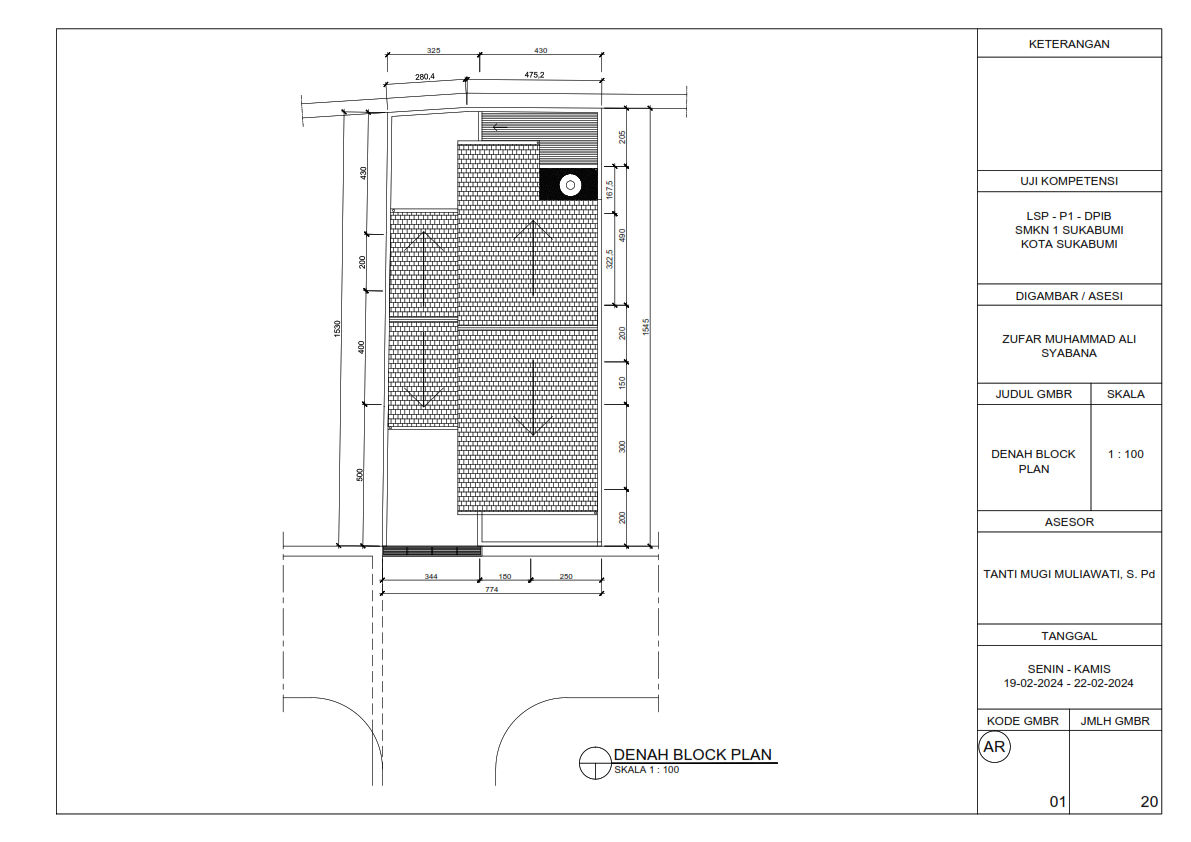 325
430
280,4
475,2
430
200
400
500
1530
205
167,5
490
322,5
200
150
300
200
1545
344
180
250
774
DENAH BLOCK PLAN
SKALA 1 : 100
KETERANGAN
UJI KOMPETENSI
LSP - P1 - DPIB
SMKN 1 SUKABUMI
KOTA SUKABUMI
DIGAMBAR / ASESI
ZUFAR MUHAMMAD ALI
SYABANA
JUDUL GMBR
SKALA
DENAH BLOCK
PLAN
1 : 100
ASESOR
TANTI MUGI MULIAWATI, S. Pd
TANGGAL
SENIN - KAMIS
19-02-2024 - 22-02-2024
KODE GMBR
JMLH GMBR
AR
01
20